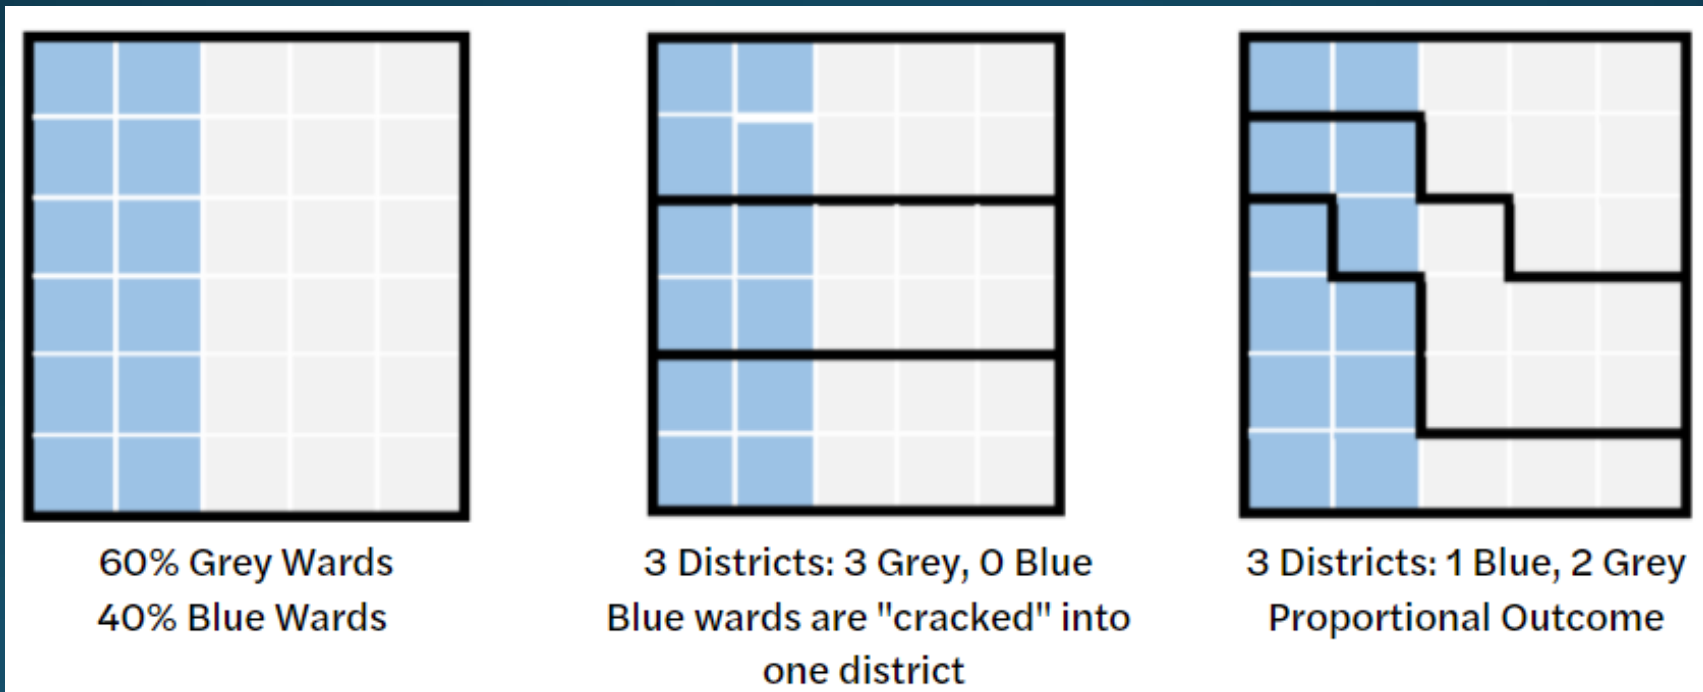 60% Grey Wards
40% Blue Wards
3 Districts: 3 Grey, 0 Blue
Blue wards are "cracked" into
one district
3 Districts: 1 Blue, 2 Grey
Proportional Outcome